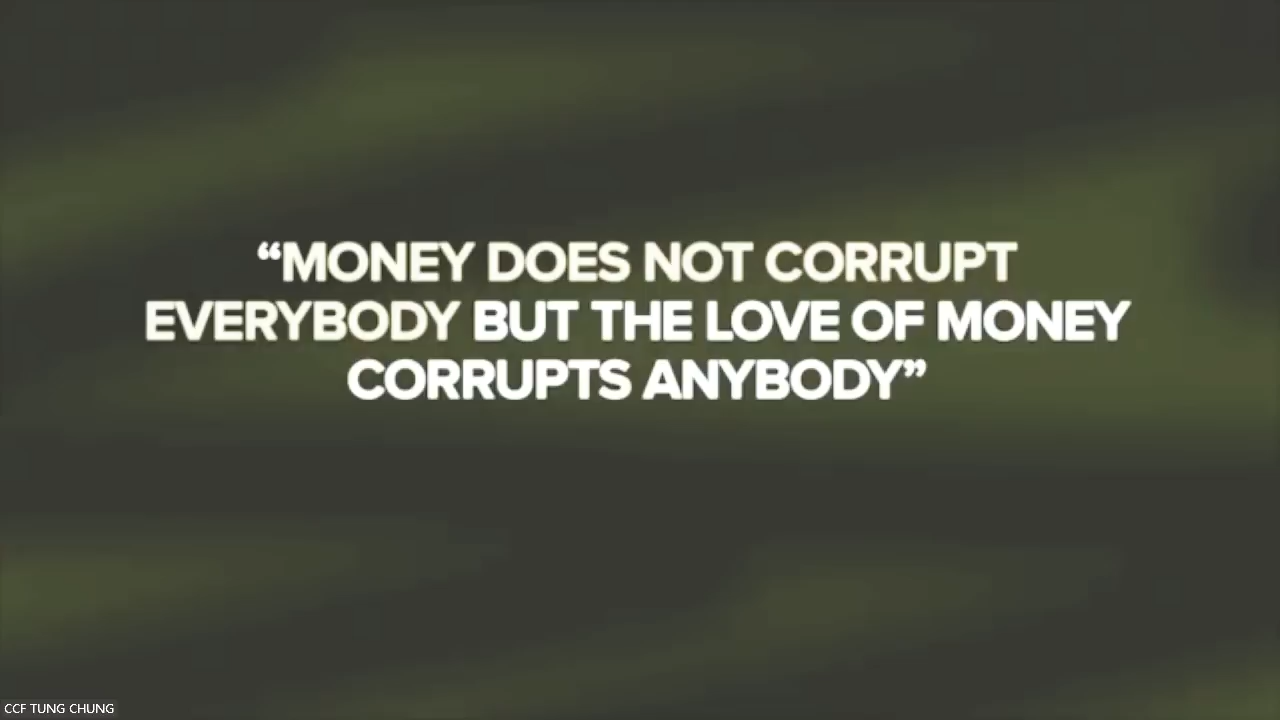 “MONEY DOES NOT CORRUPT
EVERYBODY BUT THE LOVE OF MONEY
CORRUPTS ANYBODY”
CCF TUNG CHUNG